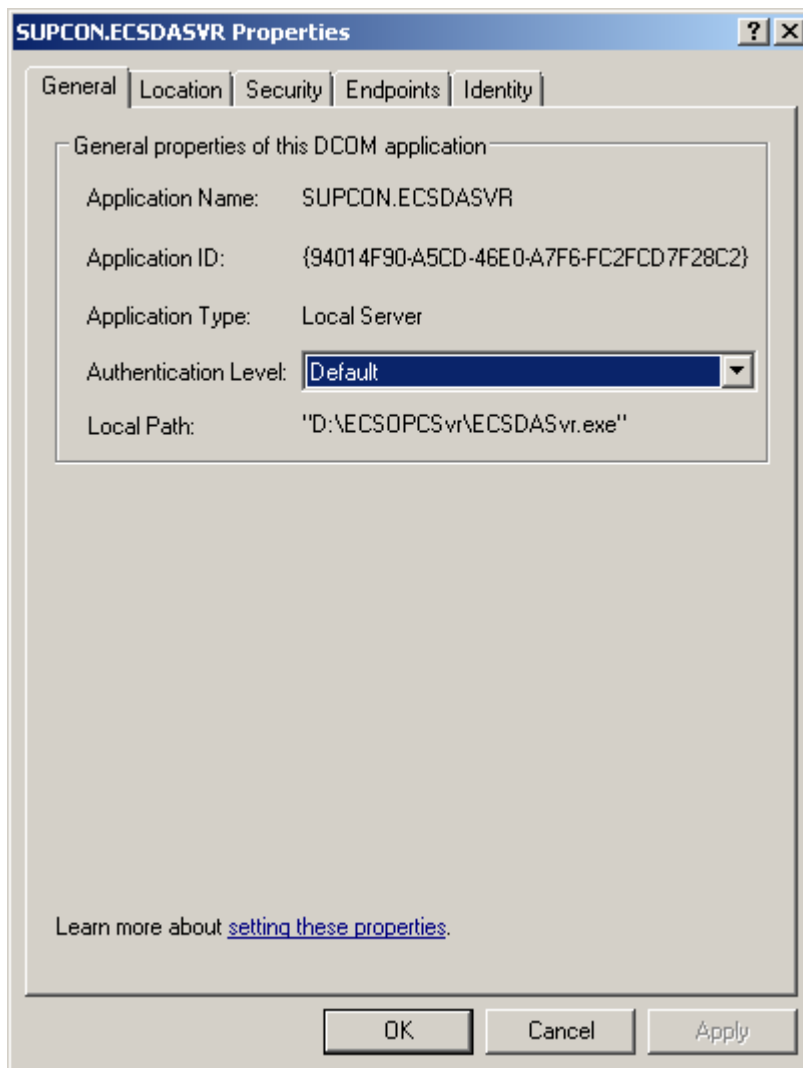 SUPCON.ECSDASVR Properties
General Location Security Endpoints Identity
General properties of this DCOM application
Application Name: SUPCON.ECSDASVR
Application ID: {94014F90-A5CD-46E0-A7F6-FC2FCD7F28C2}
Application Type: Local Server
Authentication Level: Default
Local Path: "D:\ECSOPCSvr\ECSDASvr.exe"
Learn more about setting these properties.
OK Cancel Apply